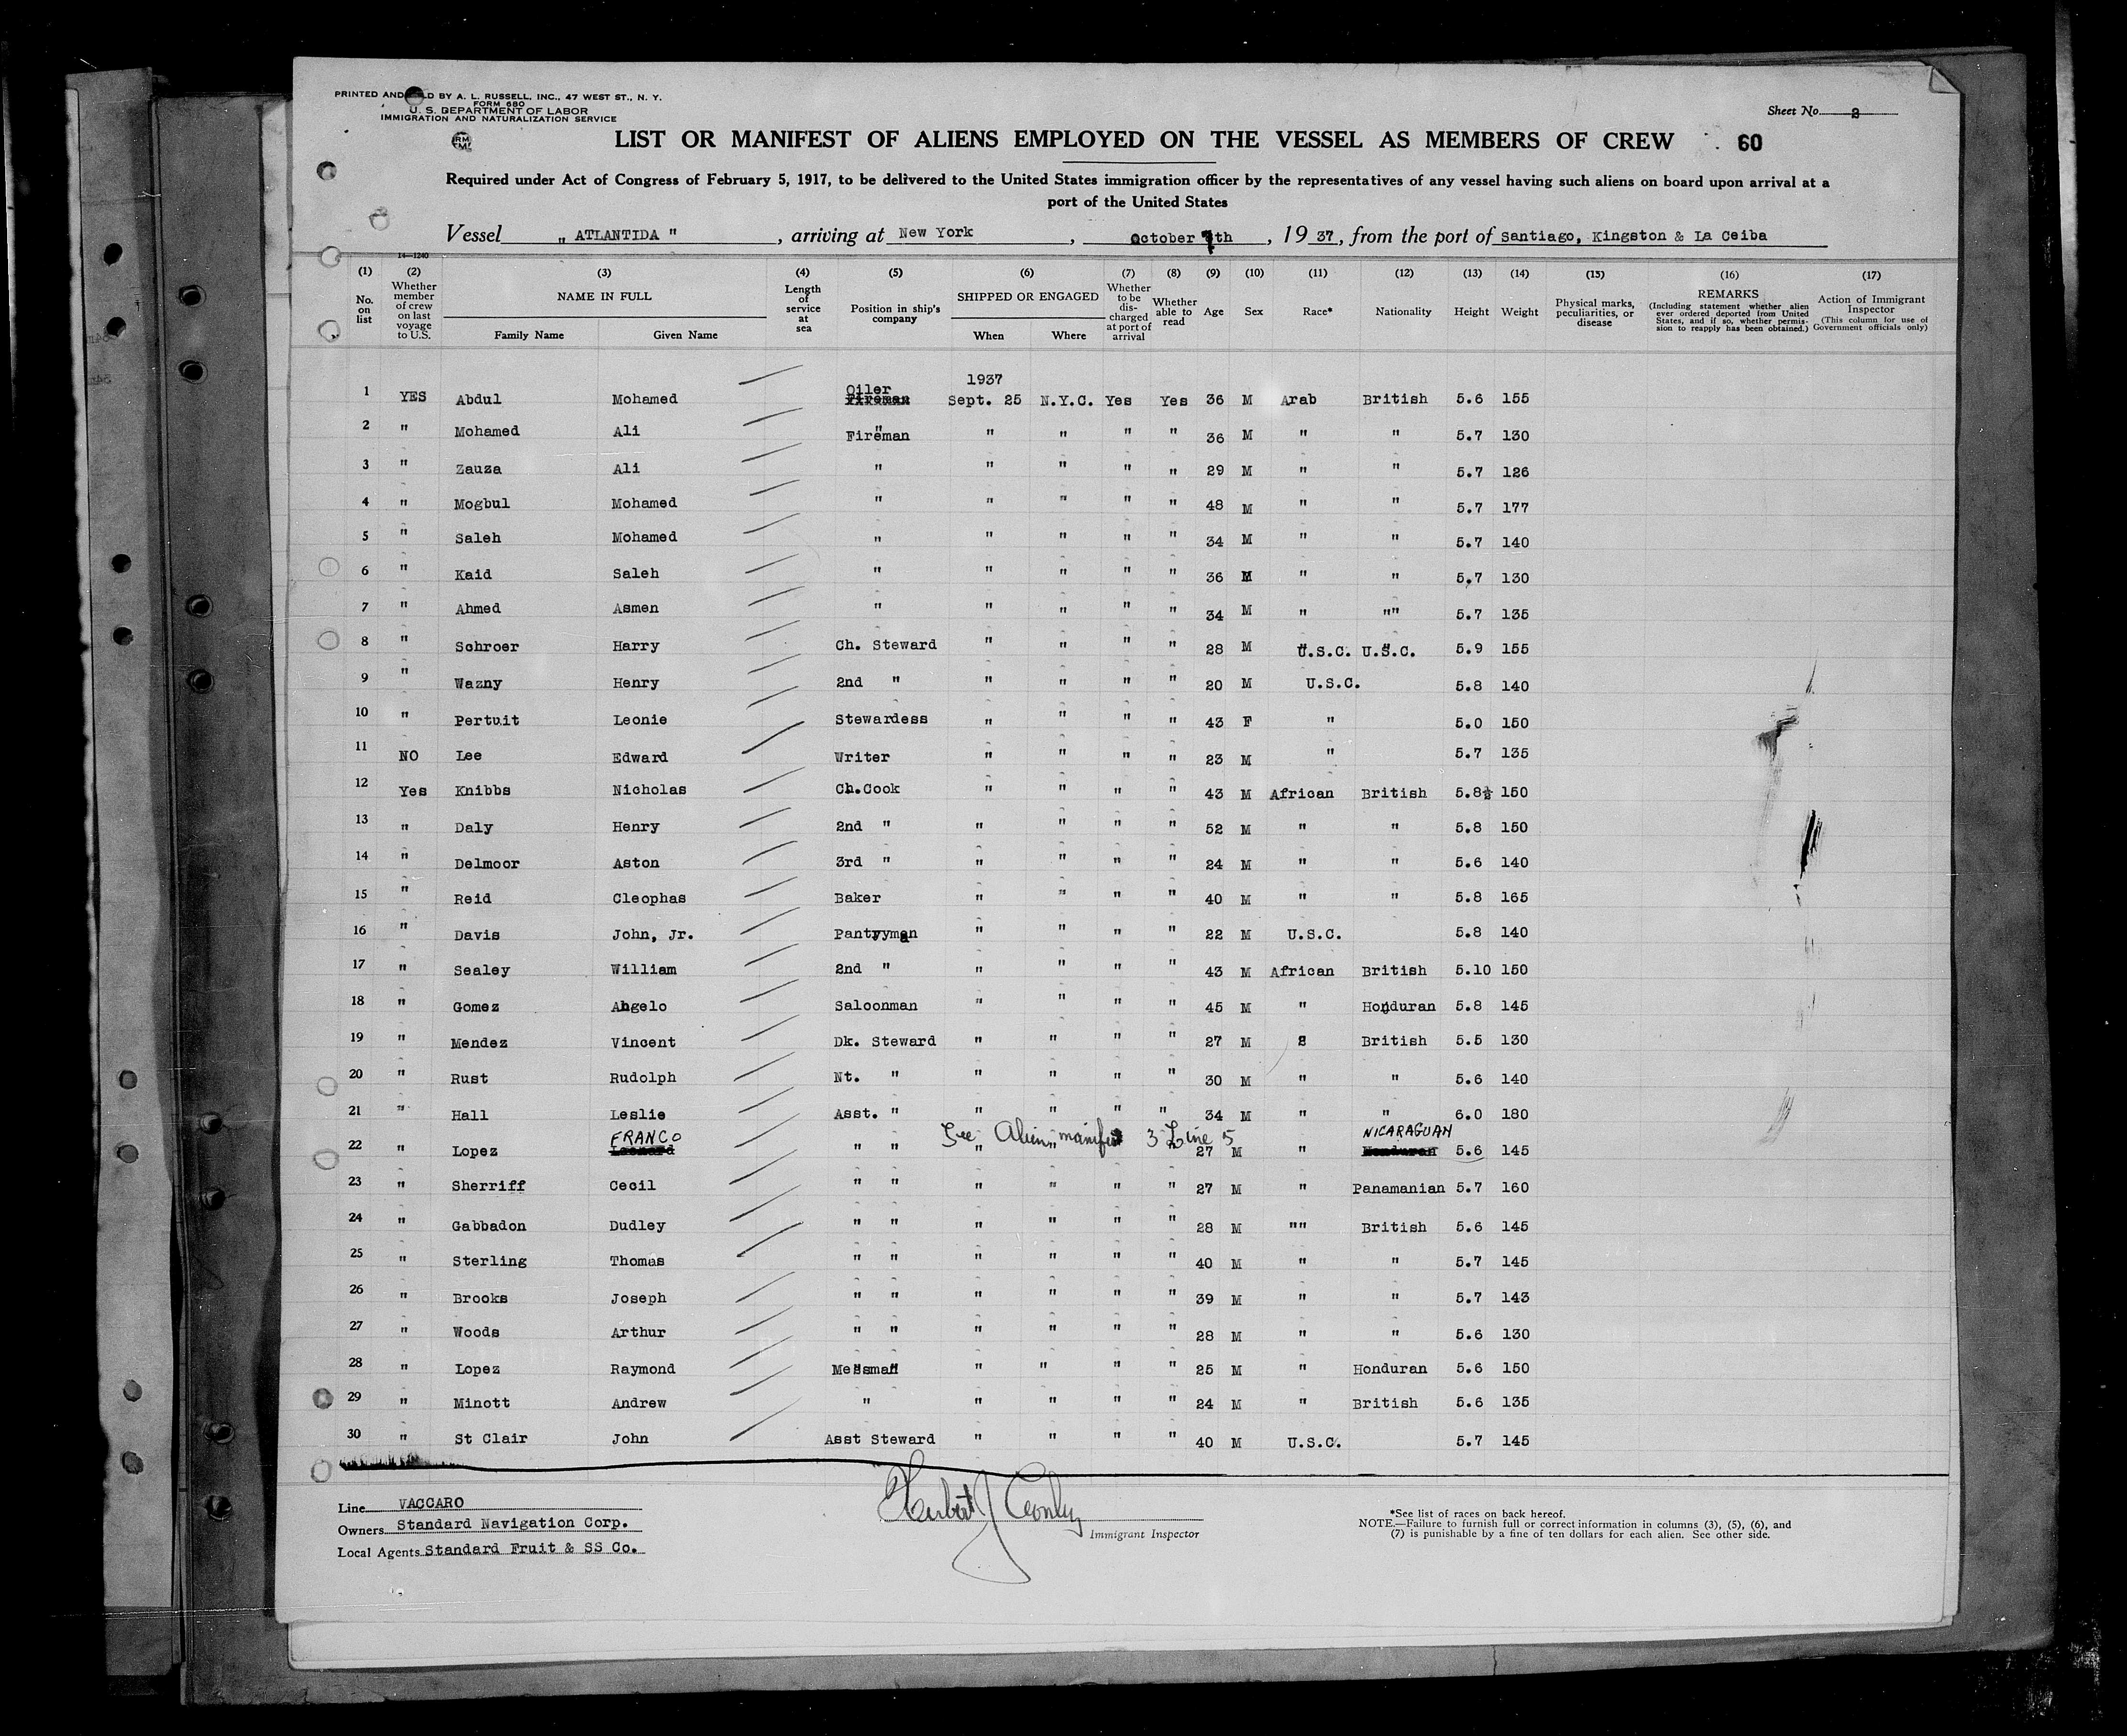 PRINTED AND SOLD BY A. L. RUSSELL, INC., 47 WEST ST., N. Y.
FORM 680
U. S. DEPARTMENT OF LABOR
IMMIGRATION AND NATURALIZATION SERVICE
Sheet No. 2
LIST OR MANIFEST OF ALIENS EMPLOYED ON THE VESSEL AS MEMBERS OF CREW 60
Required under Act of Congress of February 5, 1917, to be delivered to the United States immigration officer by the representatives of any vessel having such aliens on board upon arrival at a
port of the United States
Vessel „ ATLANTIDA " , arriving at New York , October 7th , 19 37, from the port of Santiago, Kingston & La Ceiba
14—1240
(1) (2) (3) (4) (5) (6) (7) (8) (9) (10) (11) (12) (13) (14) (15) (16) (17)
No. on list
Whether member of crew on last voyage to U.S.
NAME IN FULL
Family Name Given Name
Length of service at sea
Position in ship's company
SHIPPED OR ENGAGED
When Where
Whether to be discharged at port of arrival
Whether able to read
Age
Sex
Race*
Nationality
Height
Weight
Physical marks, peculiarities, or disease
REMARKS
(Including statement whether alien ever ordered deported from United States, and if so, whether permission to reapply has been obtained.)
Action of Immigrant Inspector
(This column for use of Government officials only)
1937
Oiler
1 YES Abdul Mohamed Fireman Sept. 25 N.Y.C. Yes Yes 36 M Arab British 5.6 155
2 " Mohamed Ali Fireman " " " " 36 M " " 5.7 130
3 " Zauza Ali " " " " " 29 M " " 5.7 126
4 " Mogbul Mohamed " " " " " 48 M " " 5.7 177
5 " Saleh Mohamed " " " " " 34 M " " 5.7 140
6 " Kaid Saleh " " " " " 36 M " " 5.7 130
7 " Ahmed Asmen " " " " " 34 M " "" 5.7 135
8 " Schroer Harry Ch. Steward " " " " 28 M U.S.C. U.S.C. 5.9 155
9 " Wazny Henry 2nd " " " " " 20 M U.S.C. 5.8 140
10 " Pertuit Leonie Stewardess " " " " 43 F " 5.0 150
11 NO Lee Edward Writer " " " " 23 M " 5.7 135
12 Yes Knibbs Nicholas Ch.Cook " " " " 43 M African British 5.8½ 150
13 " Daly Henry 2nd " " " " " 52 M " " 5.8 150
14 " Delmoor Aston 3rd " " " " " 24 M " " 5.6 140
15 " Reid Cleophas Baker " " " " 40 M " " 5.8 165
16 " Davis John, Jr. Pantyyman " " " " 22 M U.S.C. 5.8 140
17 " Sealey William 2nd " " " " " 43 M African British 5.10 150
18 " Gomez Angelo Saloonman " " " " 45 M " Honduran 5.8 145
19 " Mendez Vincent Dk. Steward " " " " 27 M 2 British 5.5 130
20 " Rust Rudolph Nt. " " " " " 30 M " " 5.6 140
21 " Hall Leslie Asst. " " " " " 34 M " " 6.0 180
FRANCO See Alien manifest 3 Line 5 NICARAGUAN
22 " Lopez Leonard " " " " " 27 M " Honduran 5.6 145
23 " Sherriff Cecil " " " " " " 27 M " Panamanian 5.7 160
24 " Gabbadon Dudley " " " " " " 28 M "" British 5.6 145
25 " Sterling Thomas " " " " " " 40 M " " 5.7 145
26 " Brooks Joseph " " " " " " 39 M " " 5.7 143
27 " Woods Arthur " " " " " " 28 M " " 5.6 130
28 " Lopez Raymond Messman " " " " 25 M " Honduran 5.6 150
29 " Minott Andrew " " " " " 24 M " British 5.6 135
30 " St Clair John Asst Steward " " " " 40 M U.S.C. 5.7 145
Line VACCARO
Owners Standard Navigation Corp.
Local Agents Standard Fruit & SS Co.
Herbert J Conly
Immigrant Inspector
*See list of races on back hereof.
NOTE.—Failure to furnish full or correct information in columns (3), (5), (6), and
(7) is punishable by a fine of ten dollars for each alien. See other side.